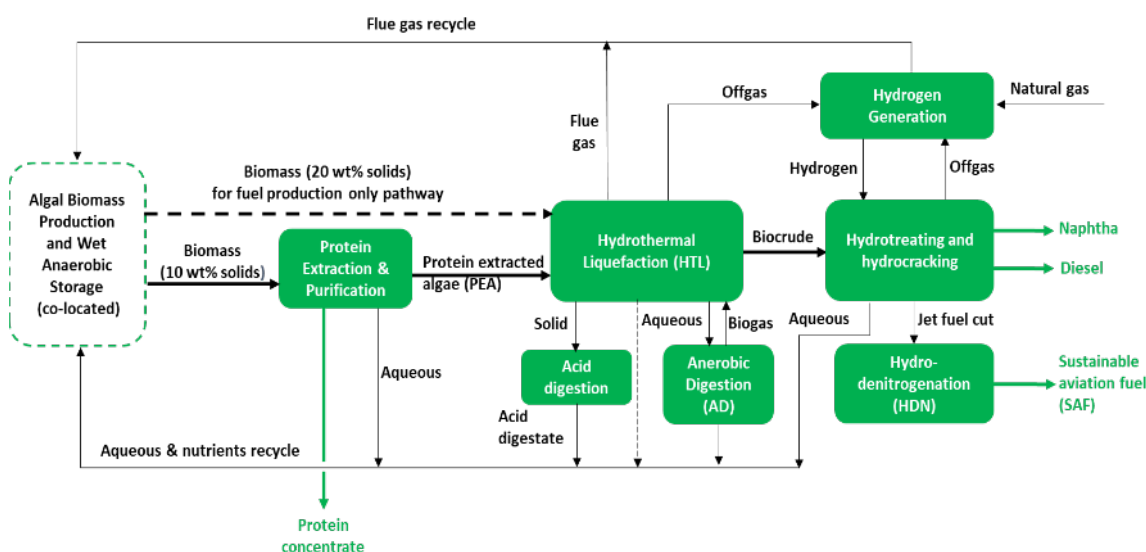 Flue gas recycle
Offgas
Hydrogen
Generation
Natural gas
Flue
gas
Hydrogen
Offgas
Biomass (20 wt% solids)
for fuel production only pathway
Algal Biomass
Production
and Wet
Anaerobic
Storage
(co-located)
Biomass
(10 wt% solids)
Protein
Extraction &
Purification
Protein extracted
algae (PEA)
Hydrothermal
Liquefaction (HTL)
Biocrude
Hydrotreating and
hydrocracking
Naphtha
Diesel
Solid
Aqueous
Biogas
Aqueous
Jet fuel cut
Aqueous
Acid
digestion
Anerobic
Digestion
(AD)
Hydro-
denitrogenation
(HDN)
Sustainable
aviation fuel
(SAF)
Acid
digestate
Aqueous & nutrients recycle
Protein
concentrate